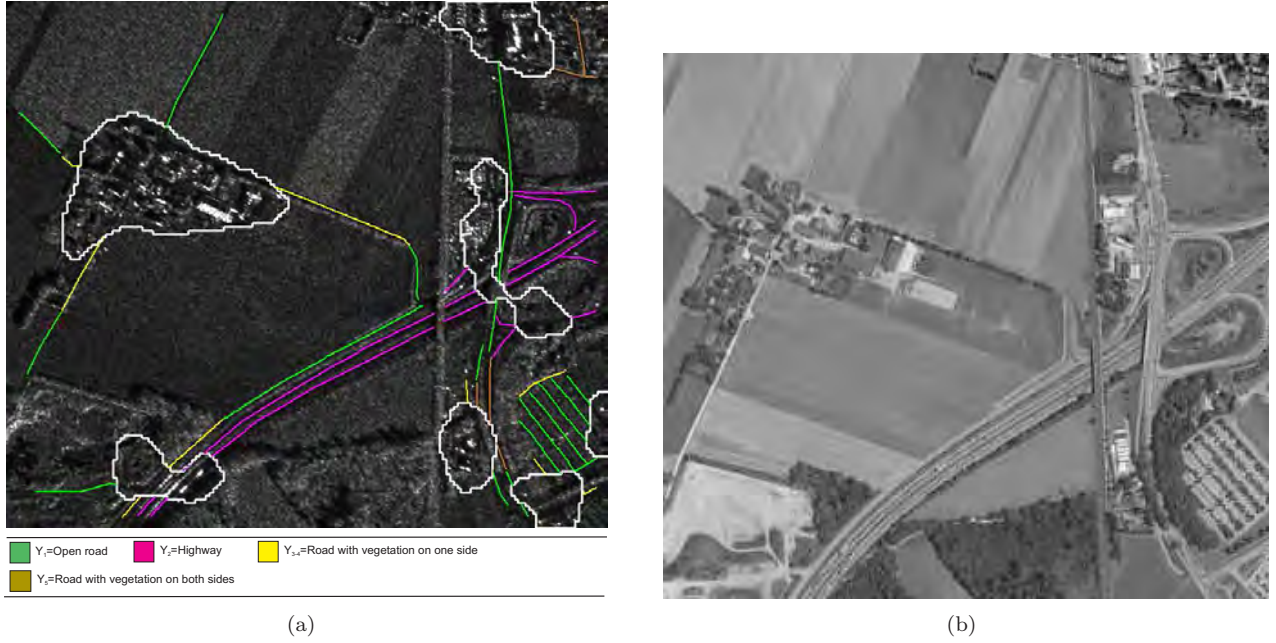 Y₁=Open road Y₂=Highway Y₃₋₄=Road with vegetation on one side
Y₅=Road with vegetation on both sides
(a) (b)